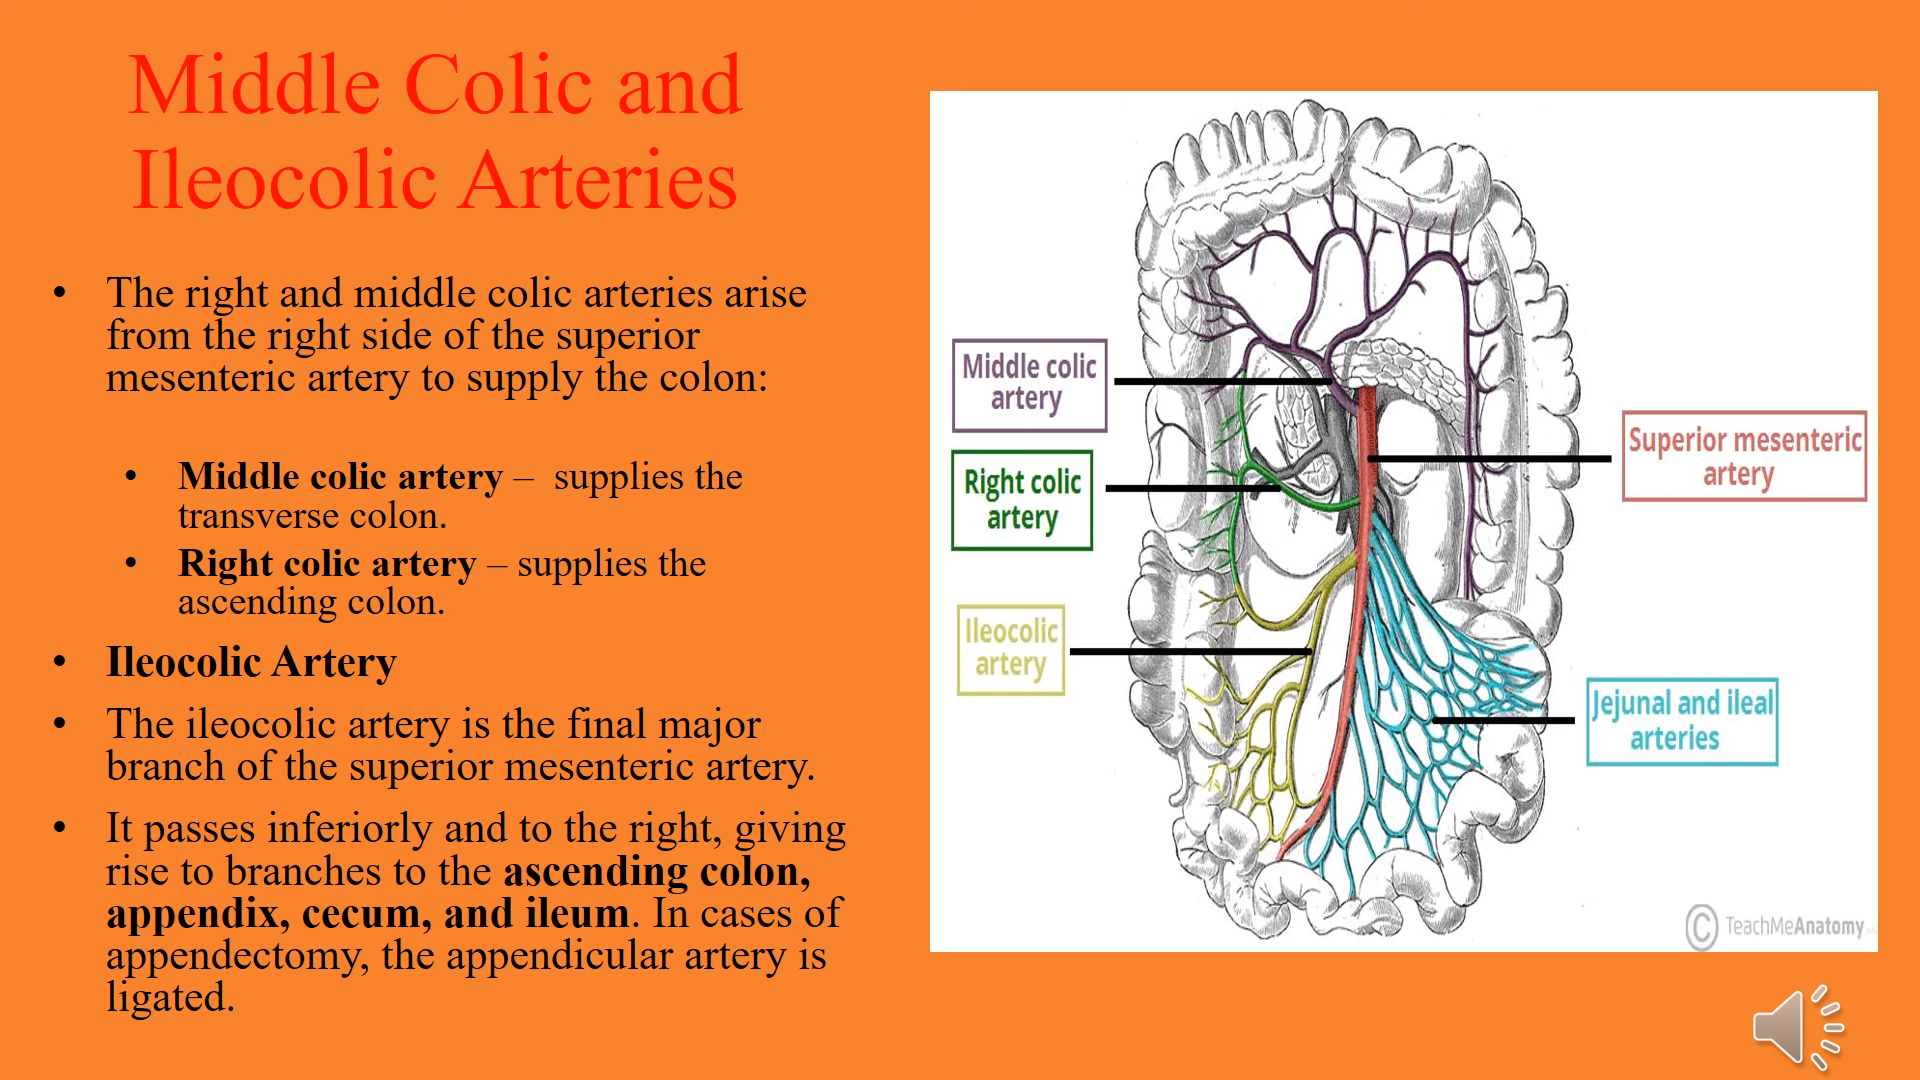 Middle Colic and
Ileocolic Arteries
• The right and middle colic arteries arise
from the right side of the superior
mesenteric artery to supply the colon:
• Middle colic artery – supplies the
transverse colon.
• Right colic artery – supplies the
ascending colon.
• Ileocolic Artery
• The ileocolic artery is the final major
branch of the superior mesenteric artery.
• It passes inferiorly and to the right, giving
rise to branches to the ascending colon,
appendix, cecum, and ileum. In cases of
appendectomy, the appendicular artery is
ligated.
Middle colic
artery
Right colic
artery
Ileocolic
artery
Superior mesenteric
artery
Jejunal and ileal
arteries
© TeachMeAnatomy